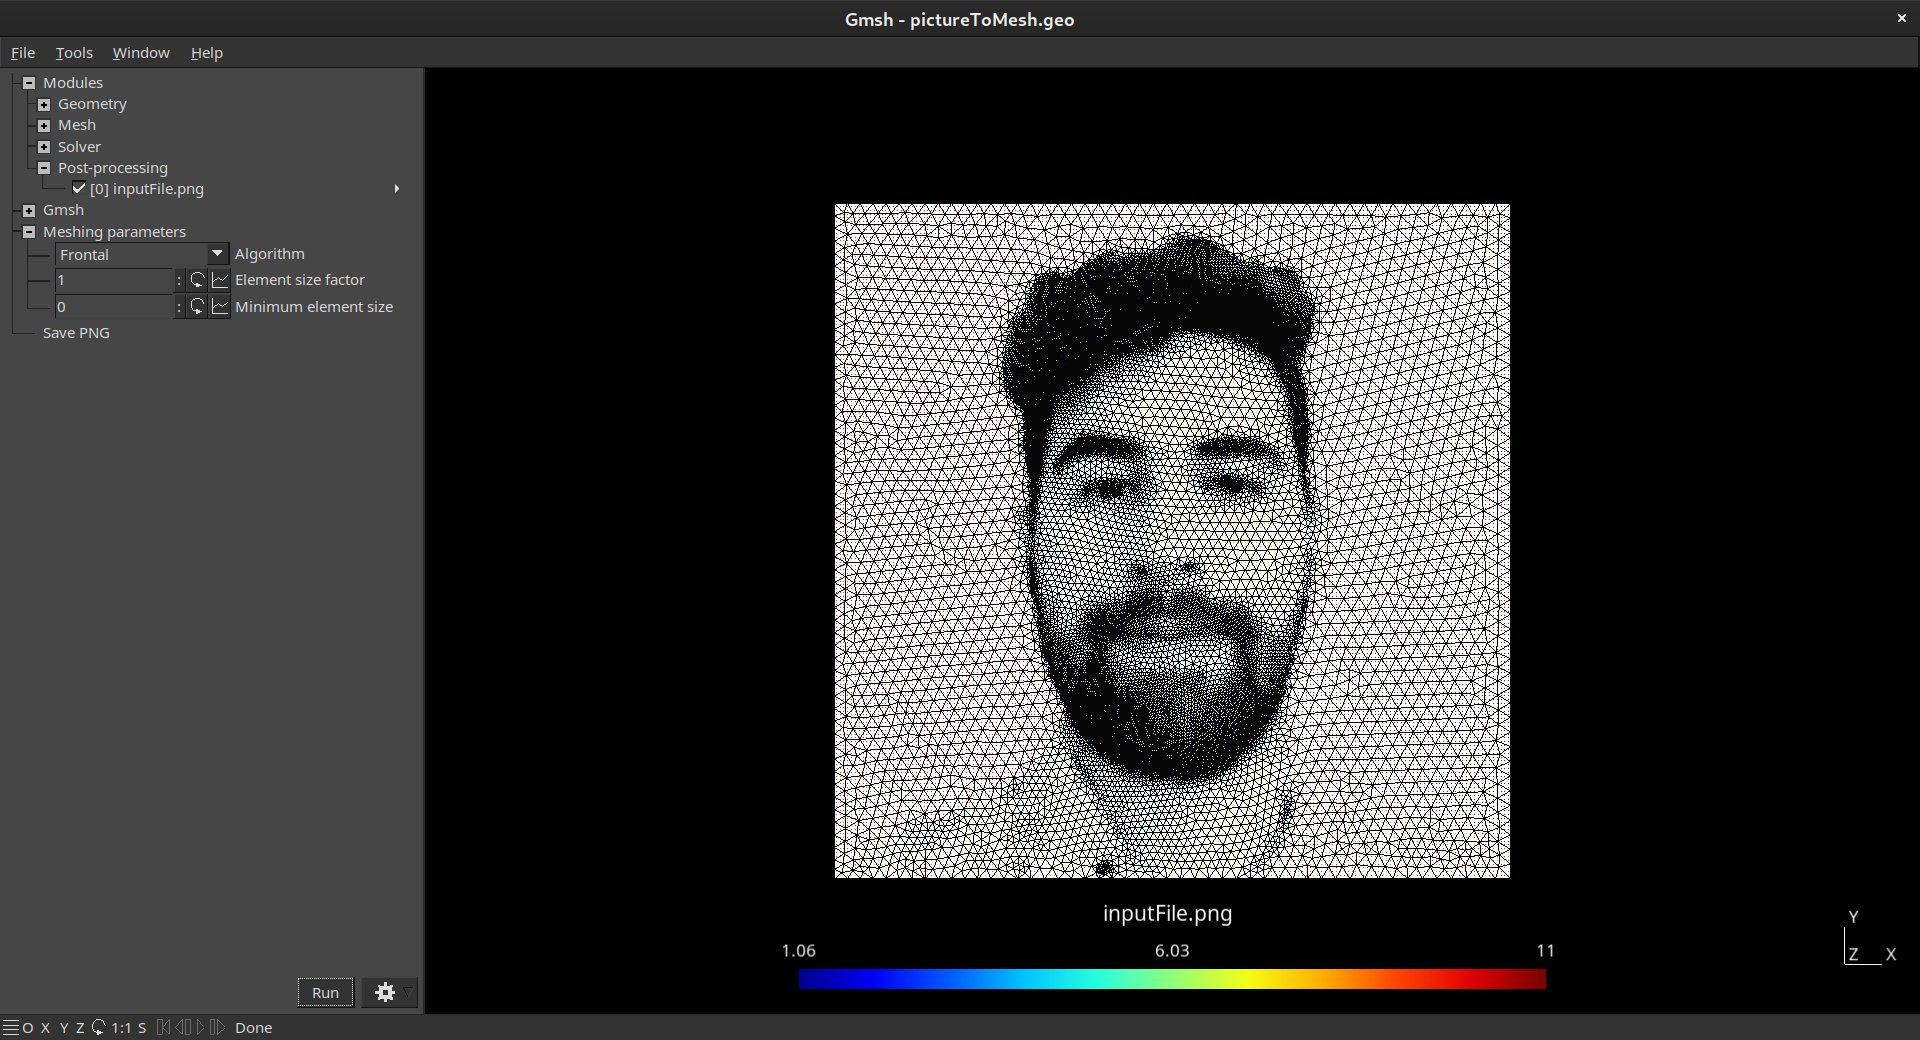 Gmsh - pictureToMesh.geo
File Tools Window Help
Modules
Geometry
Mesh
Solver
Post-processing
[0] inputFile.png
Gmsh
Meshing parameters
Frontal Algorithm
1 : Element size factor
0 : Minimum element size
Save PNG
inputFile.png
1.06 6.03 11
Y
Z X
Run
O X Y Z 1:1 S Done